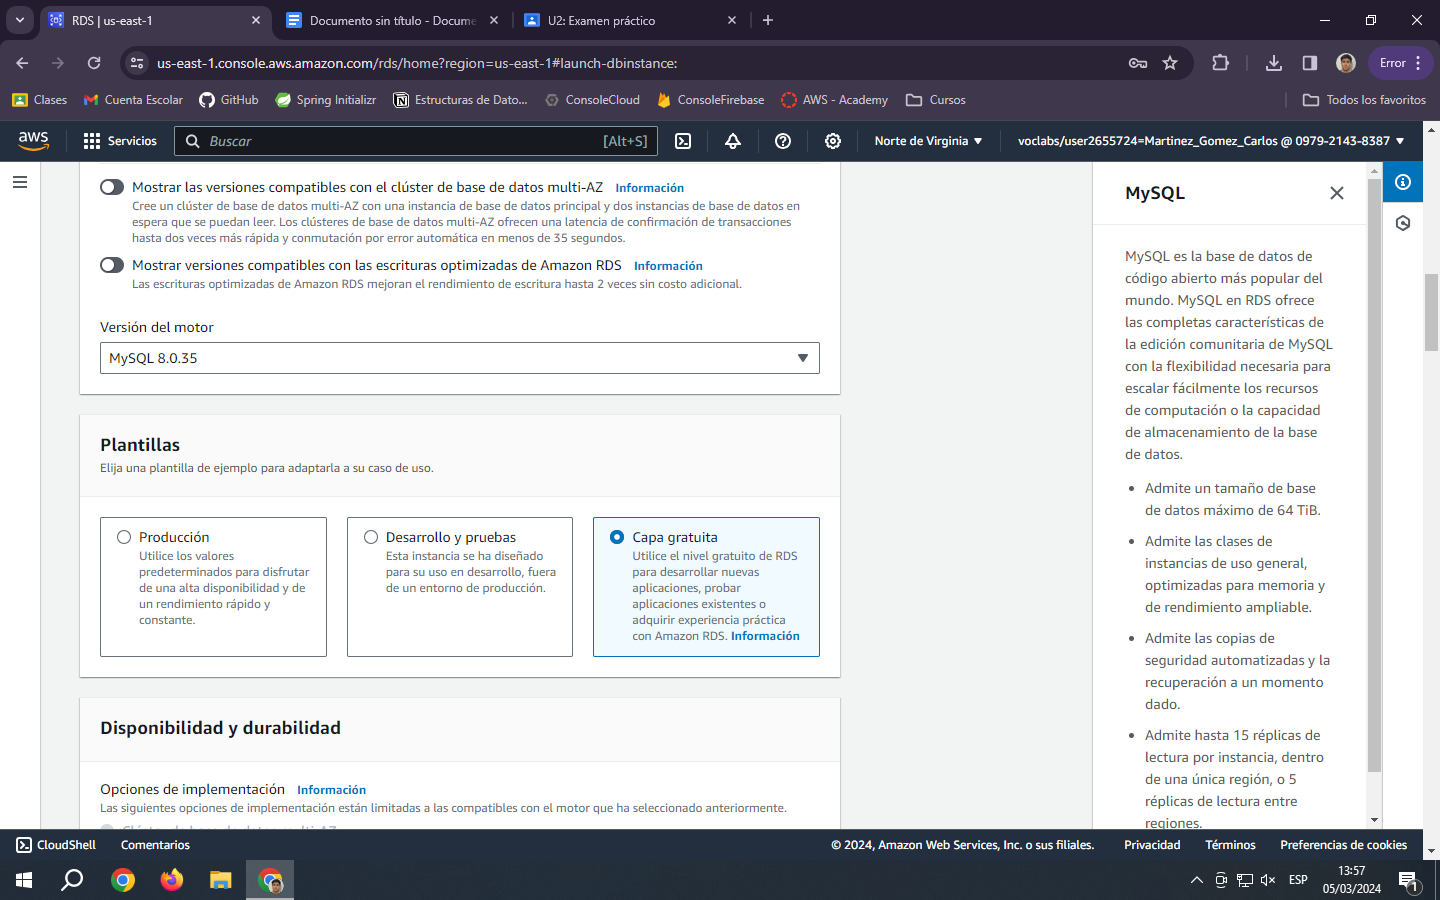 RDS | us-east-1
Documento sin título - Docume
U2: Examen práctico
us-east-1.console.aws.amazon.com/rds/home?region=us-east-1#launch-dbinstance:
Error
Clases
Cuenta Escolar
GitHub
Spring Initializr
Estructuras de Dato...
ConsoleCloud
ConsoleFirebase
AWS - Academy
Cursos
Todos los favoritos
aws
Servicios
Buscar
[Alt+S]
Norte de Virginia
voclabs/user2655724=Martinez_Gomez_Carlos @ 0979-2143-8387
Mostrar las versiones compatibles con el clúster de base de datos multi-AZ Información
Cree un clúster de base de datos multi-AZ con una instancia de base de datos principal y dos instancias de base de datos en
espera que se puedan leer. Los clústeres de base de datos multi-AZ ofrecen una latencia de confirmación de transacciones
hasta dos veces más rápida y conmutación por error automática en menos de 35 segundos.
Mostrar versiones compatibles con las escrituras optimizadas de Amazon RDS Información
Las escrituras optimizadas de Amazon RDS mejoran el rendimiento de escritura hasta 2 veces sin costo adicional.
Versión del motor
MySQL 8.0.35
Plantillas
Elija una plantilla de ejemplo para adaptarla a su caso de uso.
Producción
Utilice los valores
predeterminados para disfrutar
de una alta disponibilidad y de
un rendimiento rápido y
constante.
Desarrollo y pruebas
Esta instancia se ha diseñado
para su uso en desarrollo, fuera
de un entorno de producción.
Capa gratuita
Utilice el nivel gratuito de RDS
para desarrollar nuevas
aplicaciones, probar
aplicaciones existentes o
adquirir experiencia práctica
con Amazon RDS. Información
Disponibilidad y durabilidad
Opciones de implementación Información
Las siguientes opciones de implementación están limitadas a las compatibles con el motor que ha seleccionado anteriormente.
Clúster de base de datos multi-AZ
MySQL
MySQL es la base de datos de
código abierto más popular del
mundo. MySQL en RDS ofrece
las completas características de
la edición comunitaria de MySQL
con la flexibilidad necesaria para
escalar fácilmente los recursos
de computación o la capacidad
de almacenamiento de la base
de datos.
• Admite un tamaño de base
de datos máximo de 64 TiB.
• Admite las clases de
instancias de uso general,
optimizadas para memoria y
de rendimiento ampliable.
• Admite las copias de
seguridad automatizadas y la
recuperación a un momento
dado.
• Admite hasta 15 réplicas de
lectura por instancia, dentro
de una única región, o 5
réplicas de lectura entre
regiones.
CloudShell
Comentarios
© 2024, Amazon Web Services, Inc. o sus filiales.
Privacidad
Términos
Preferencias de cookies
ESP
13:57
05/03/2024
1